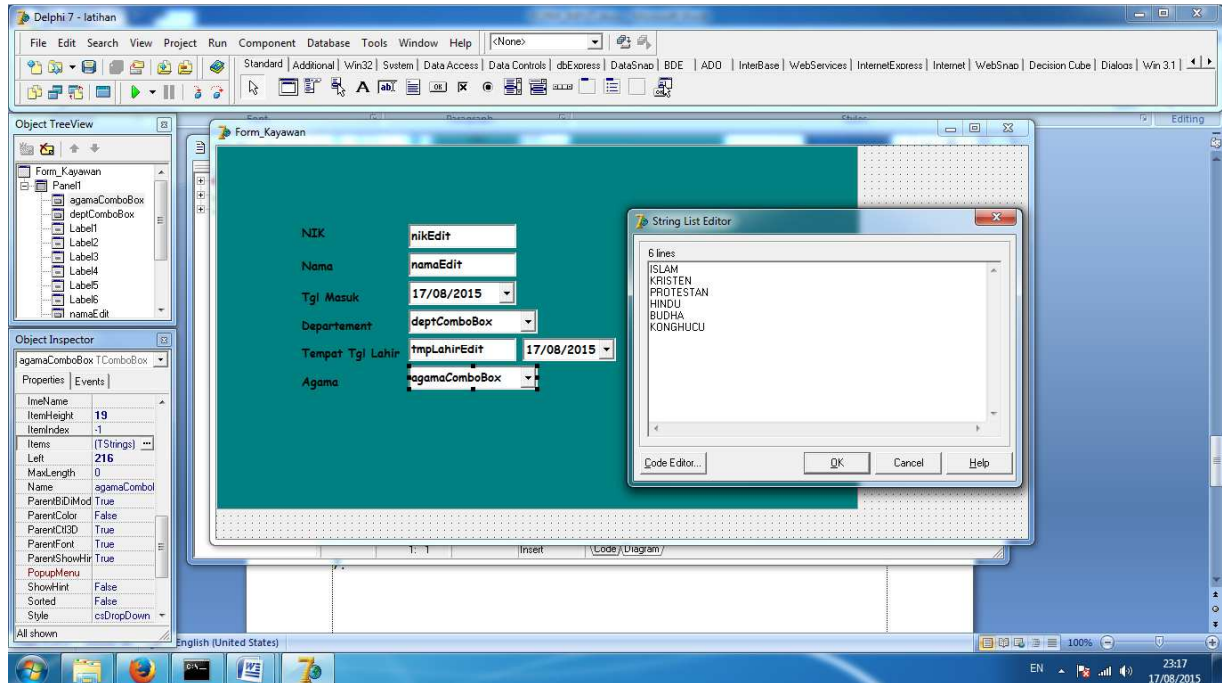 Delphi 7 - latihan
File Edit Search View Project Run Component Database Tools Window Help <None>
Standard Additional Win32 System Data Access Data Controls dbExpress DataSnap BDE ADO InterBase WebServices InternetExpress Internet WebSnap Decision Cube Dialogs Win 3.1
Object TreeView
Form_Kayawan
Panel1
agamaComboBox
deptComboBox
Label1
Label2
Label3
Label4
Label5
Label6
namaEdit
Object Inspector
agamaComboBox TComboBox
Properties Events
ImeName
ItemHeight 19
ItemIndex -1
Items (TStrings) ...
Left 216
MaxLength 0
Name agamaCombol
ParentBiDiMod True
ParentColor False
ParentCtl3D True
ParentFont True
ParentShowHir True
PopupMenu
ShowHint False
Sorted False
Style csDropDown
All shown
Font Paragraph Styles Editing
Form_Kayawan
NIK nikEdit
Nama namaEdit
Tgl Masuk 17/08/2015
Departement deptComboBox
Tempat Tgl Lahir tmpLahirEdit 17/08/2015
Agama agamaComboBox
String List Editor
6 lines
ISLAM
KRISTEN
PROTESTAN
HINDU
BUDHA
KONGHUCU
Code Editor... OK Cancel Help
1: 1 Insert Code Diagram
English (United States) 100%
EN 23:17
17/08/2015